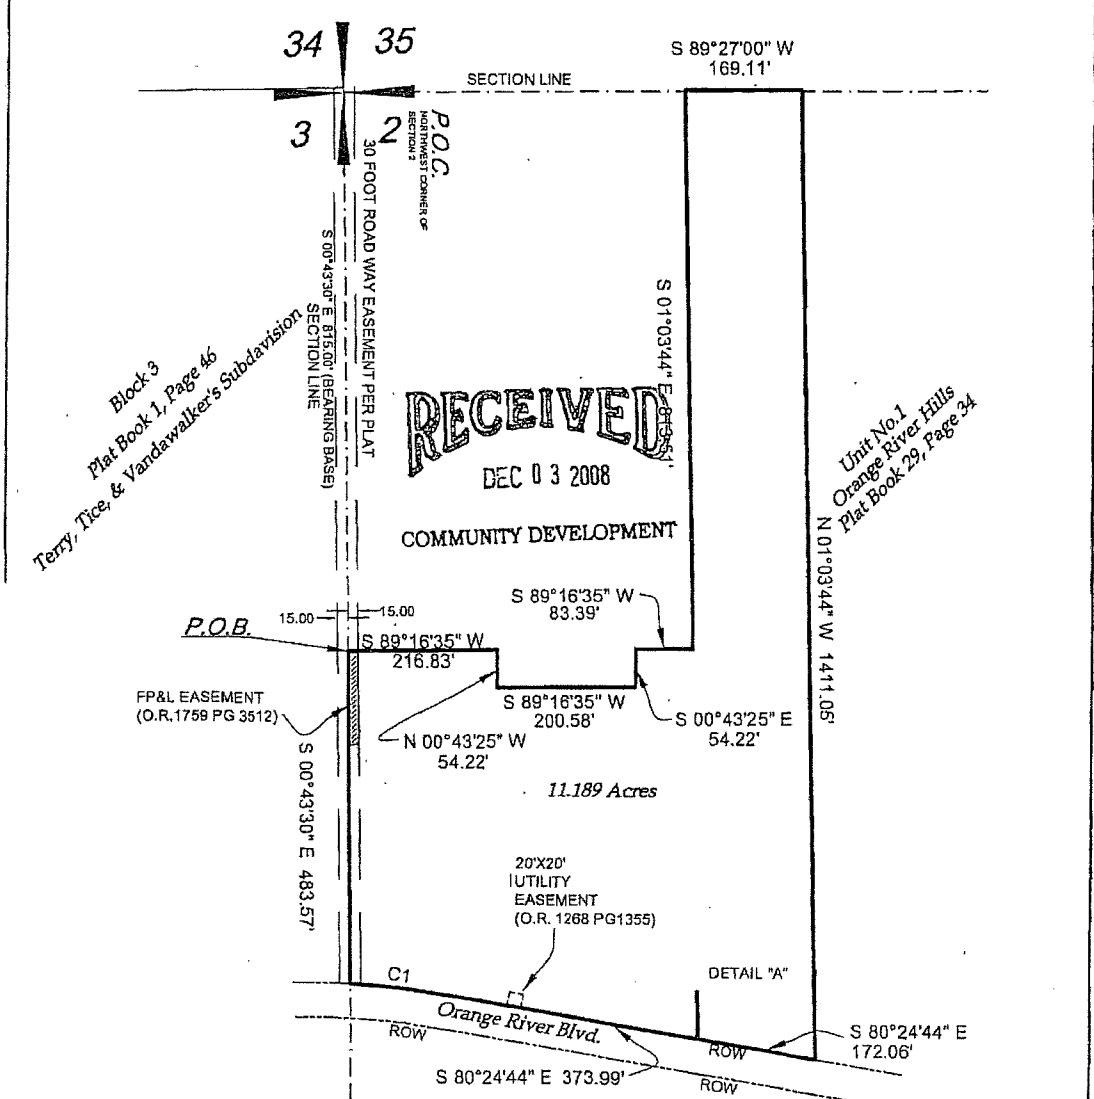 34
35
3
2
S 89°27'00" W
169.11'
SECTION LINE
P.O.C.
NORTHWEST CORNER OF
SECTION 2
30 FOOT ROAD WAY EASEMENT PER PLAT
S 00°43'30" E 815.00' (BEARING BASE)
SECTION LINE
Block 3
Plat Book 1, Page 46
Terry, Tice, & Vandawalker's Subdavision
S 01°03'44" E
RECEIVED
DEC 03 2008
COMMUNITY DEVELOPMENT
Unit No.1
Orange River Hills
Plat Book 29, Page 34
N 01°03'44" W 1411.05'
S 89°16'35" W
83.39'
15.00
15.00
P.O.B.
S 89°16'35" W
216.83'
S 89°16'35" W
200.58'
S 00°43'25" E
54.22'
FP&L EASEMENT
(O.R.1759 PG 3512)
N 00°43'25" W
54.22'
S 00°43'30" E 483.57'
11.189 Acres
20'X20'
UTILITY
EASEMENT
(O.R. 1268 PG1355)
C1
DETAIL "A"
Orange River Blvd.
ROW
ROW
S 80°24'44" E
172.06'
S 80°24'44" E 373.99'
ROW